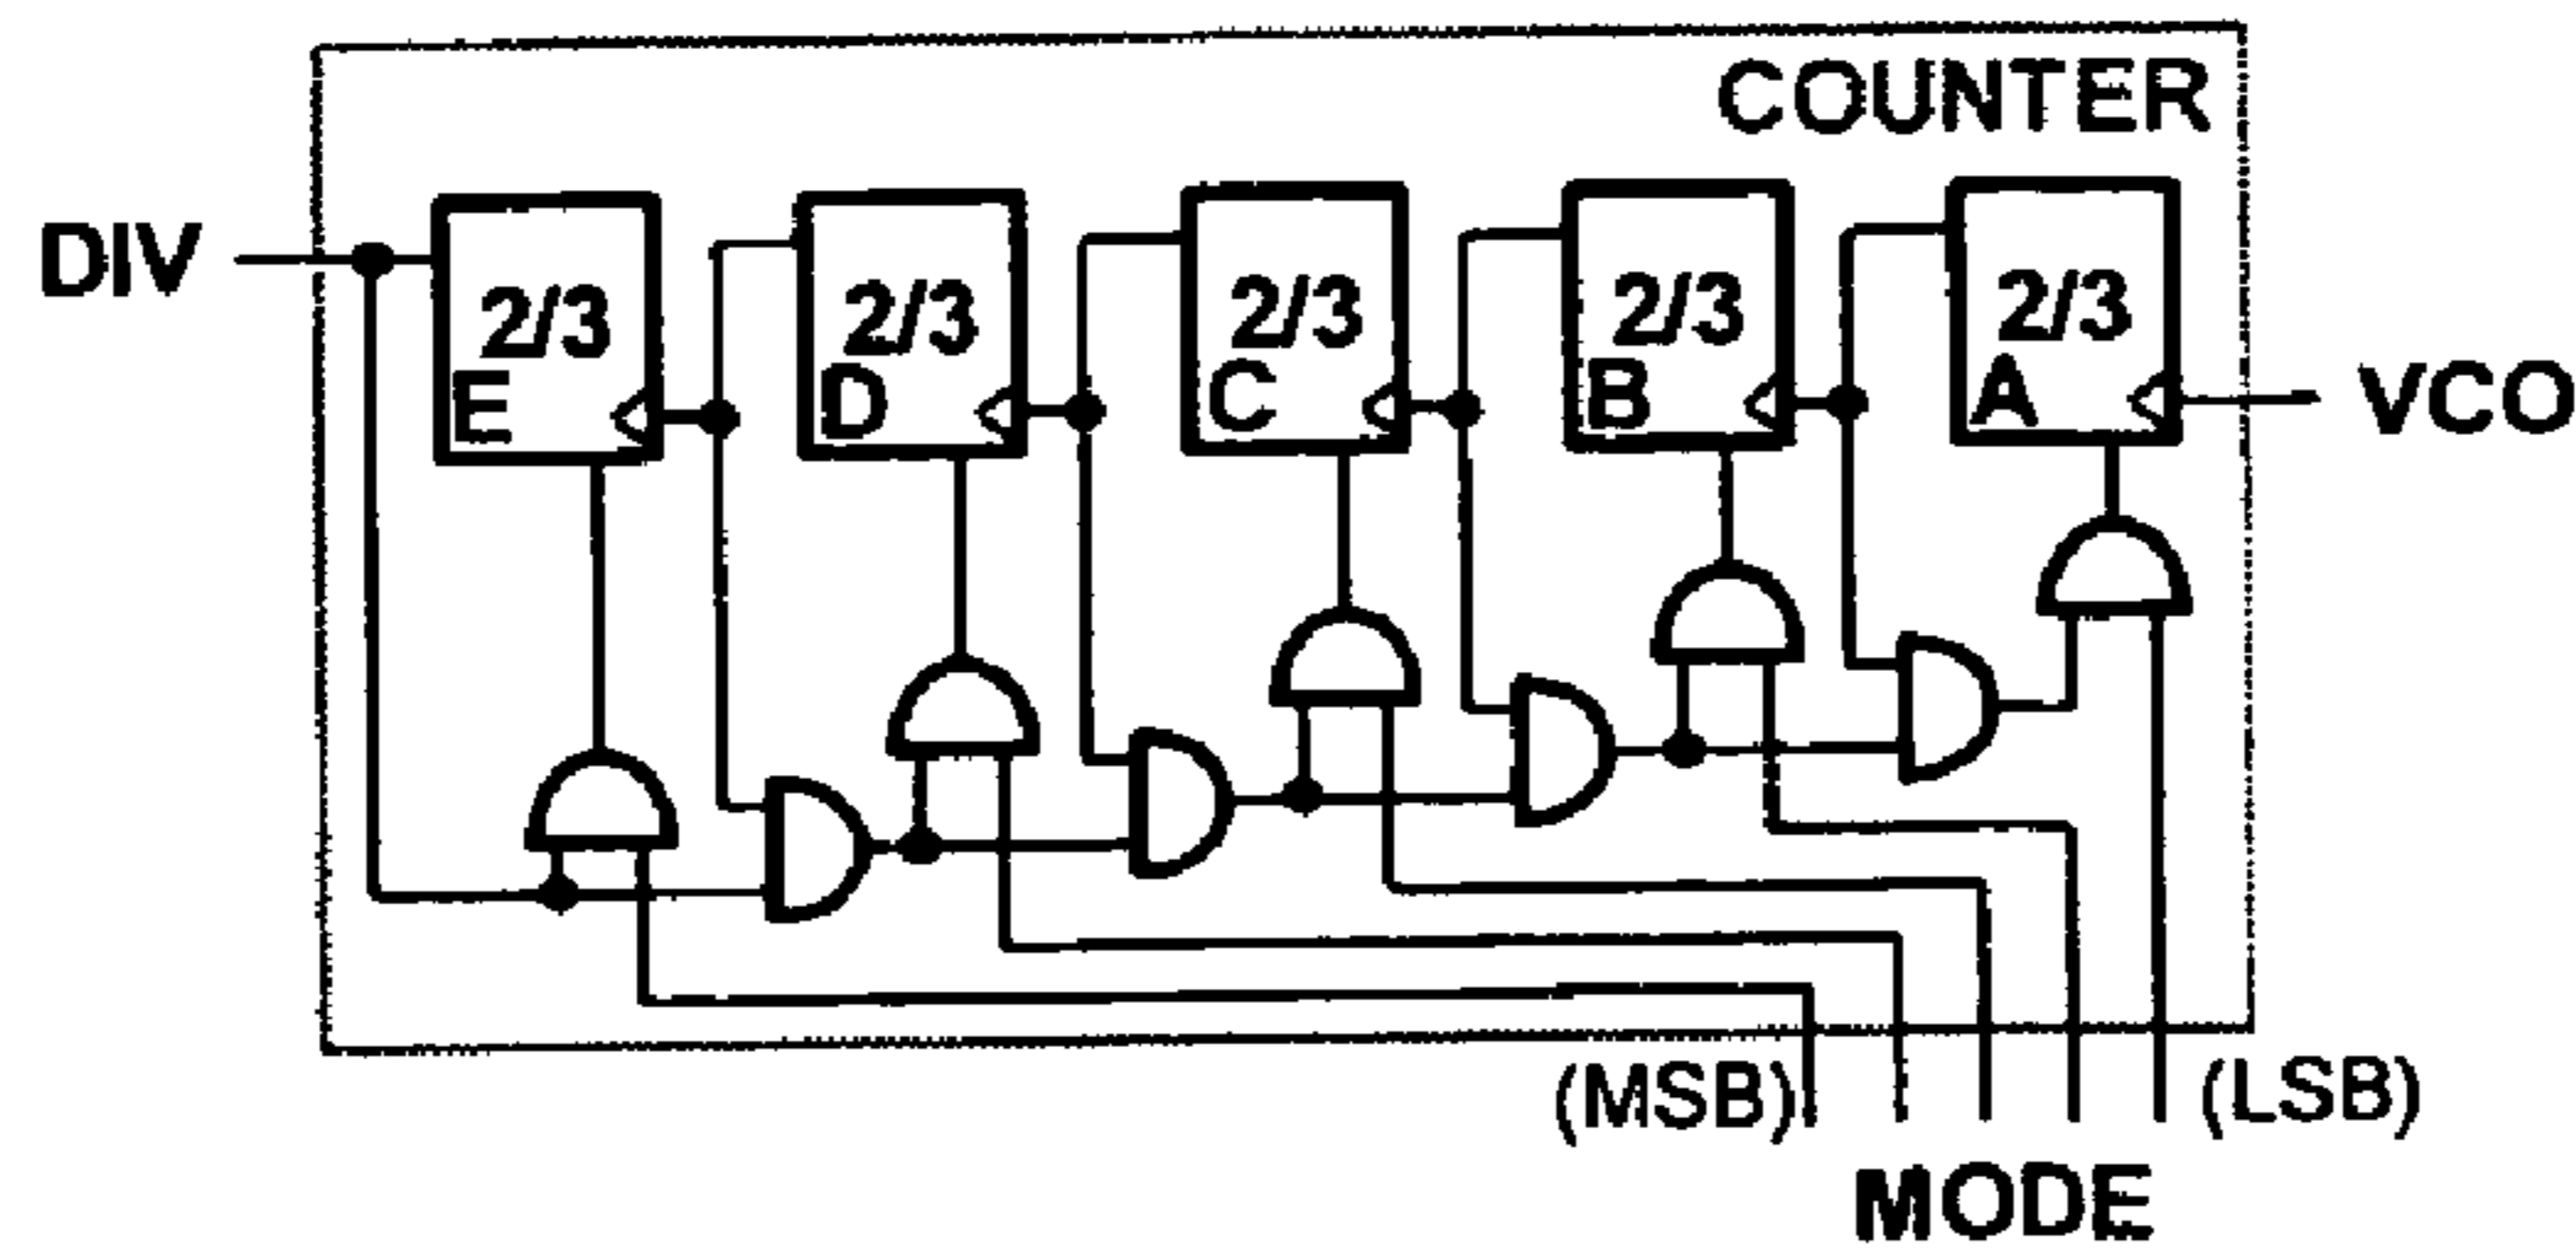 COUNTER
DIV
2/3 2/3 2/3 2/3 2/3
E D C B A
VCO
(MSB) (LSB)
MODE